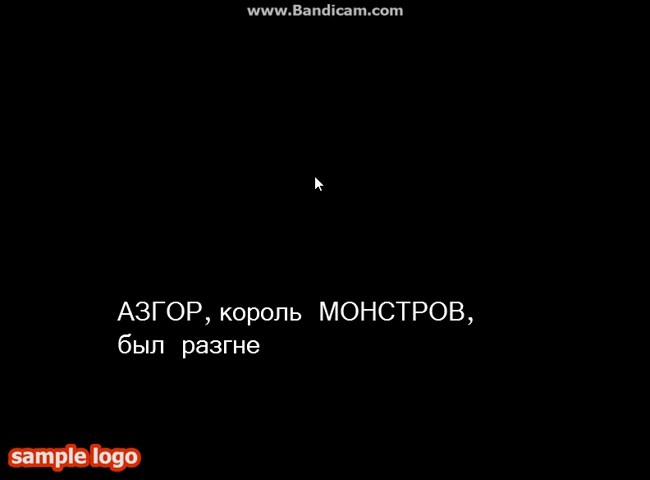 www.Bandicam.com
АЗГОР, король МОНСТРОВ,
был разгне
sample logo